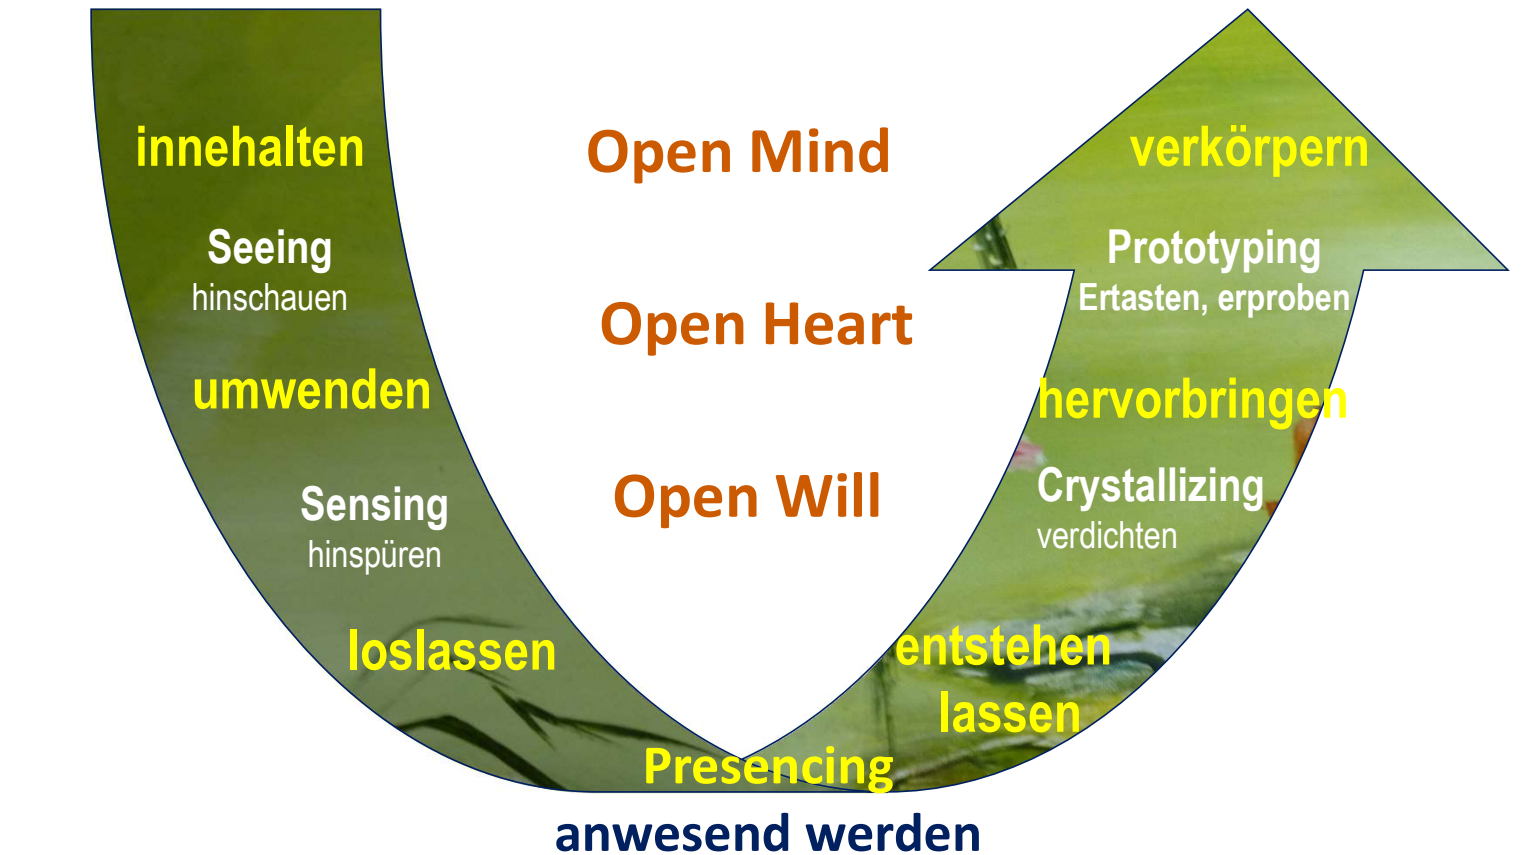 innehalten
Seeing
hinschauen
umwenden
Sensing
hinspüren
loslassen
Open Mind
Open Heart
Open Will
Presencing
anwesend werden
verkörpern
Prototyping
Ertasten, erproben
hervorbringen
Crystallizing
verdichten
entstehen
lassen